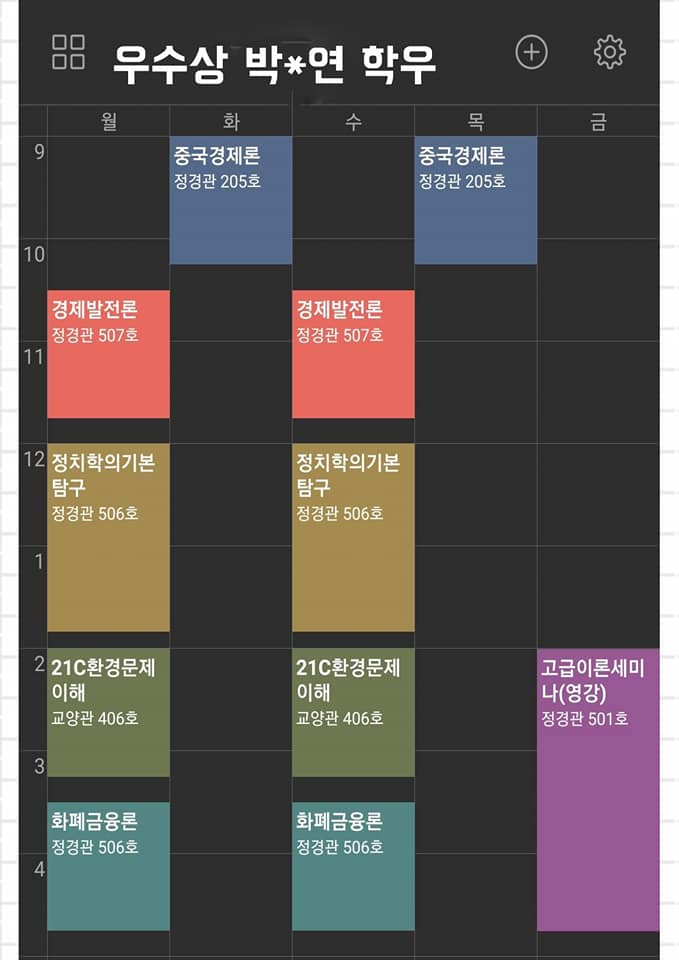 우수상 박*연 학우
월 화 수 목 금
9
중국경제론
정경관 205호
중국경제론
정경관 205호
10
경제발전론
정경관 507호
경제발전론
정경관 507호
11
12
정치학의기본
탐구
정경관 506호
정치학의기본
탐구
정경관 506호
1
2
21C환경문제
이해
교양관 406호
21C환경문제
이해
교양관 406호
고급이론세미
나(영강)
정경관 501호
3
화폐금융론
정경관 506호
화폐금융론
정경관 506호
4